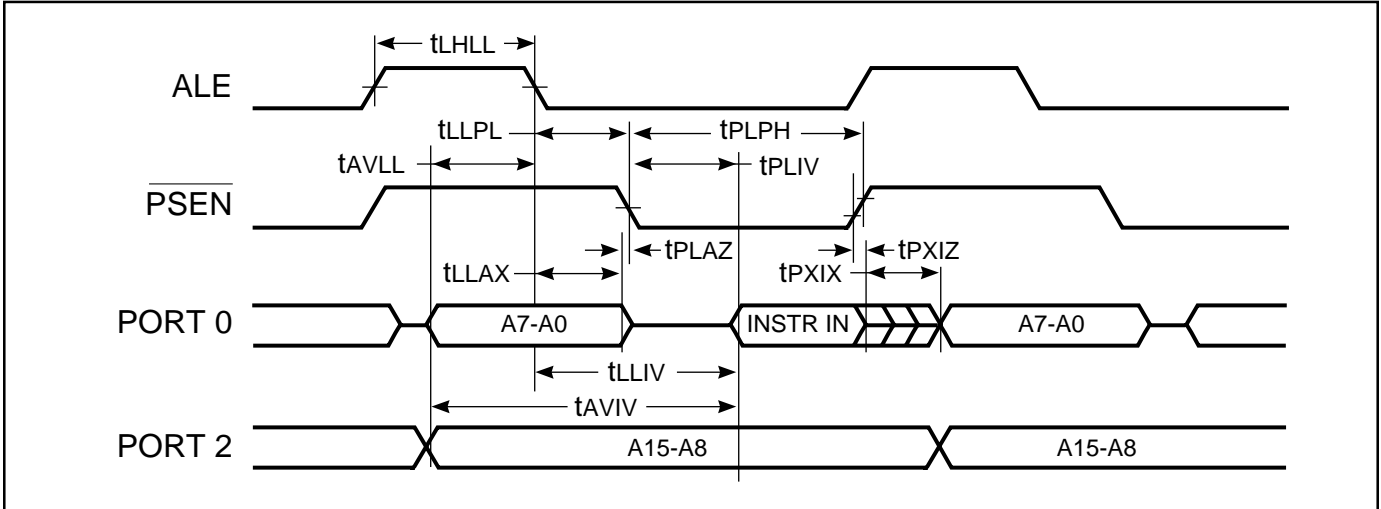 tLHLL
ALE
tLLPL
tPLPH
tAVLL
tPLIV
PSEN
tPLAZ
tPXIZ
tLLAX
tPXIX
PORT 0
A7-A0
INSTR IN
A7-A0
tLLIV
tAVIV
PORT 2
A15-A8
A15-A8